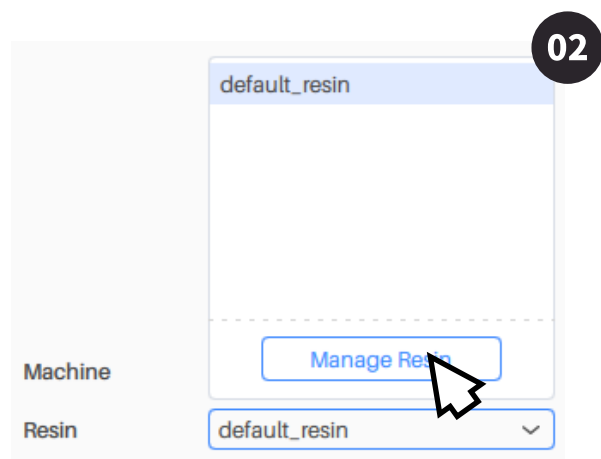 02
default_resin
Manage Resin
Machine
Resin
default_resin